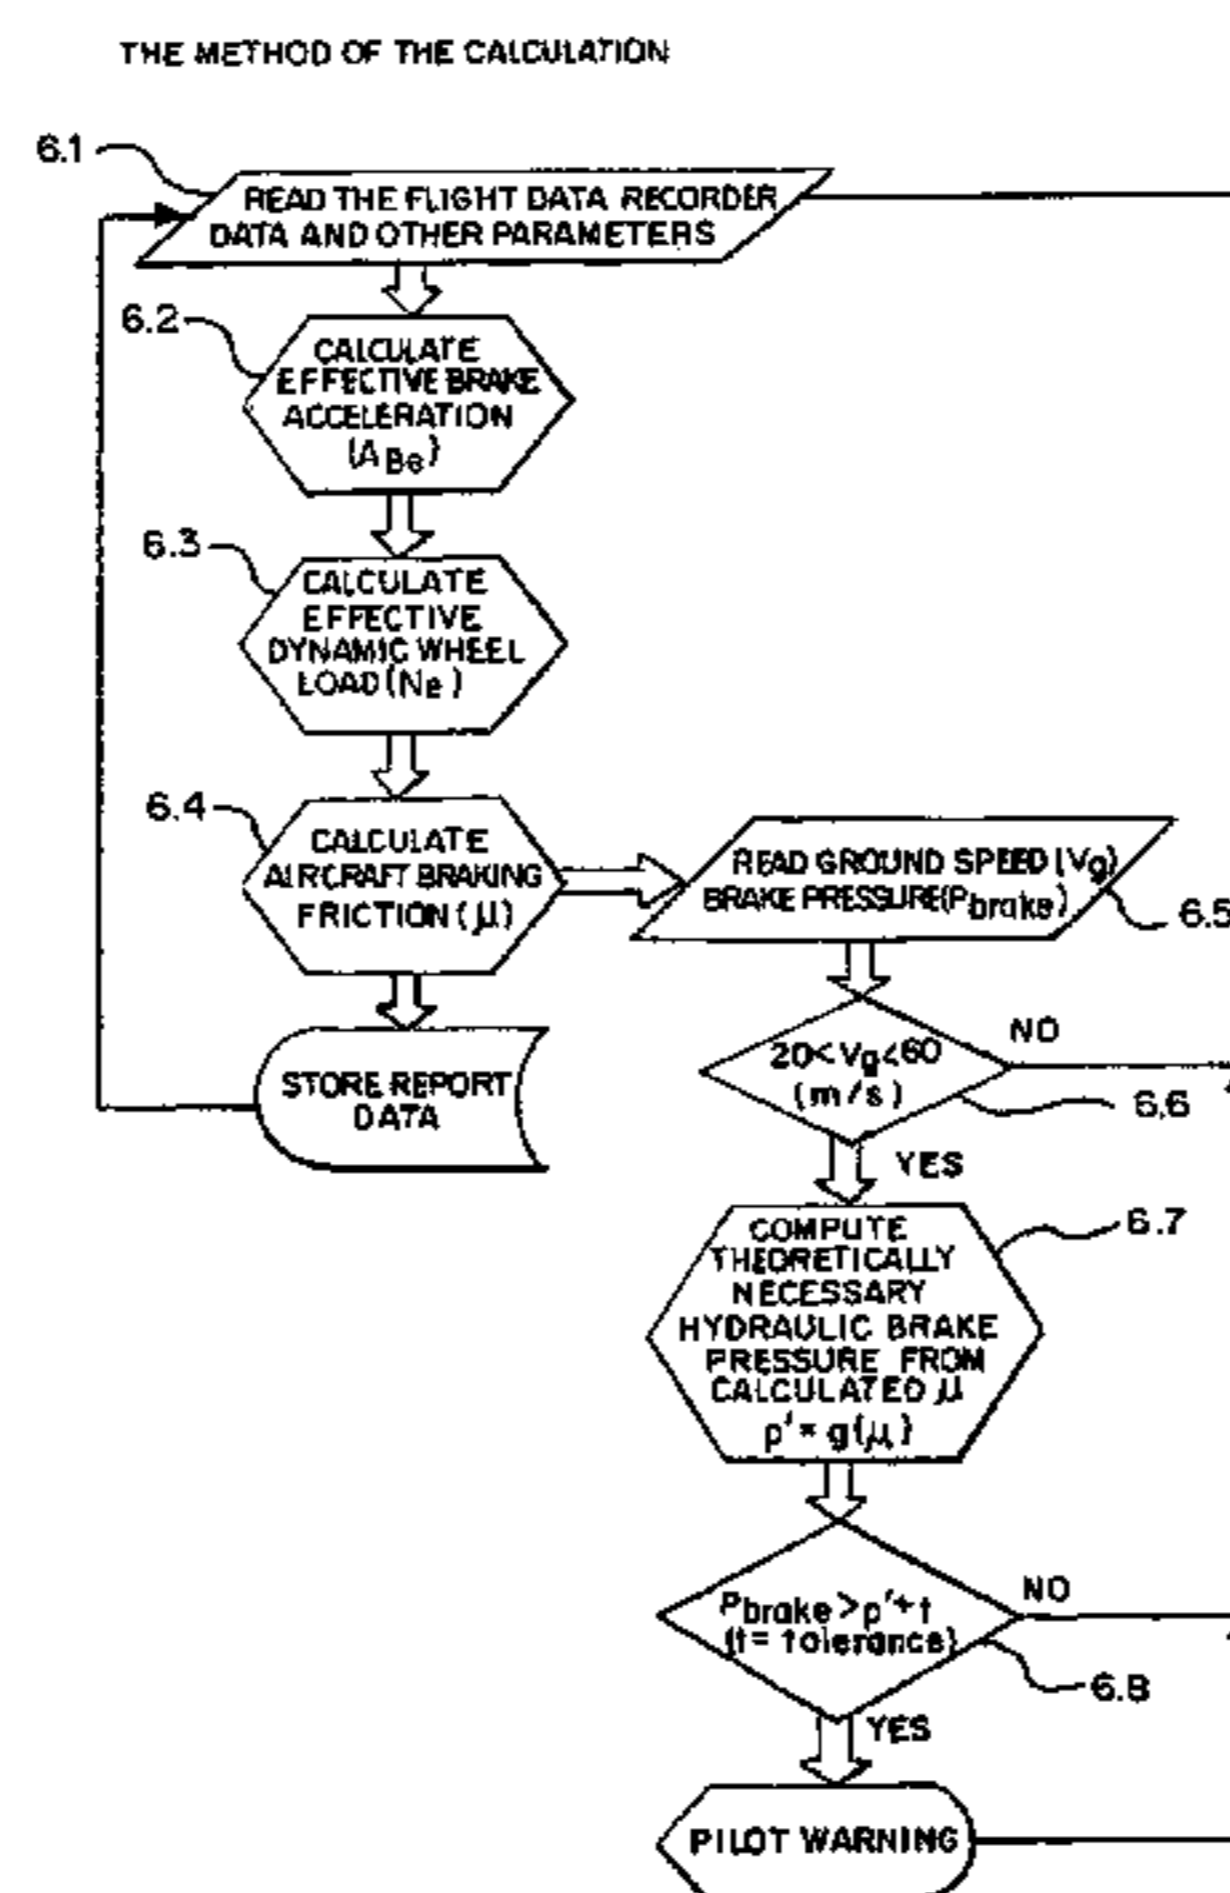 THE METHOD OF THE CALCULATION
6.1
READ THE FLIGHT DATA RECORDER
DATA AND OTHER PARAMETERS
6.2
CALCULATE
EFFECTIVE BRAKE
ACCELERATION
(ABe)
6.3
CALCULATE
EFFECTIVE
DYNAMIC WHEEL
LOAD (Ne)
6.4
CALCULATE
AIRCRAFT BRAKING
FRICTION (μ)
READ GROUND SPEED (Vg)
BRAKE PRESSURE (Pbrake)
6.5
STORE REPORT
DATA
20<Vg<60
(m/s)
NO
6.6
YES
6.7
COMPUTE
THEORETICALLY
NECESSARY
HYDRAULIC BRAKE
PRESSURE FROM
CALCULATED μ
p' = g(μ)
Pbrake>p'+t
(t= tolerance)
NO
6.8
YES
PILOT WARNING